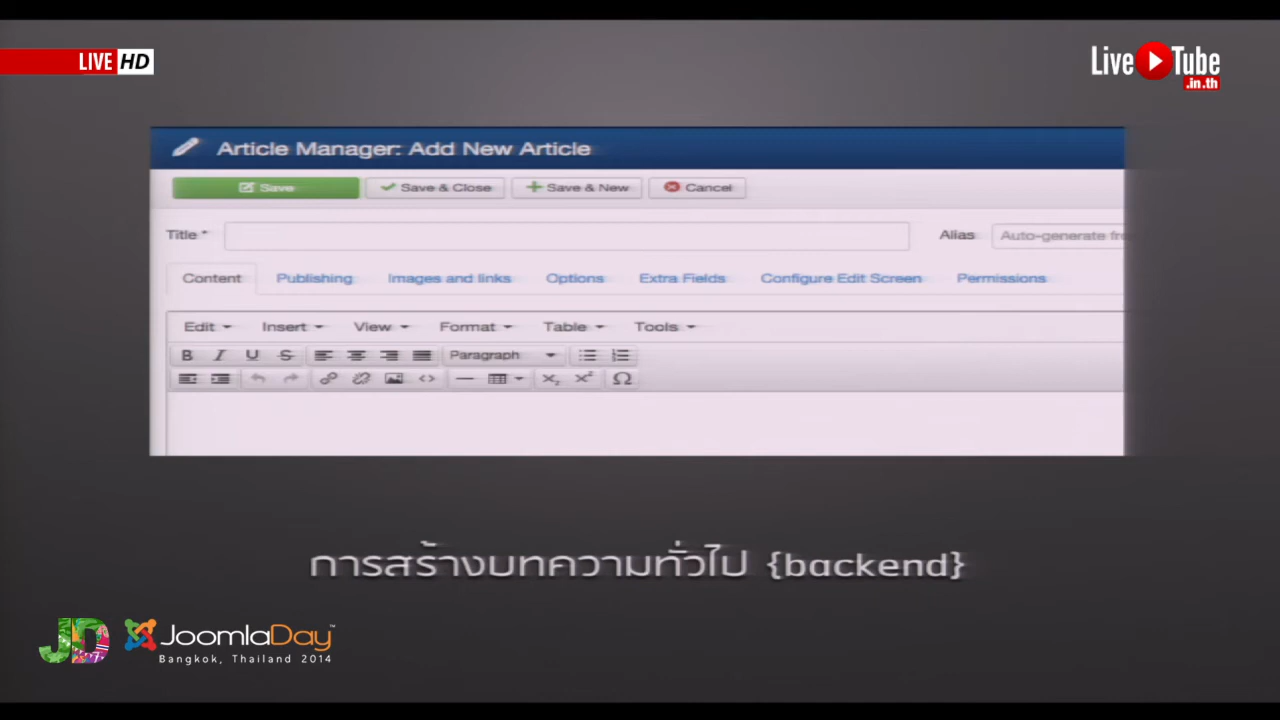 LIVE HD
Live Tube
.in.th
Article Manager: Add New Article
Save Save & Close Save & New Cancel
Title * Alias Auto-generate fr
Content Publishing Images and links Options Extra Fields Configure Edit Screen Permissions
Edit Insert View Format Table Tools
B I U S Paragraph
X₂ X² Ω
การสร้างบทความทั่วไป {backend}
JD JoomlaDay™
Bangkok, Thailand 2014